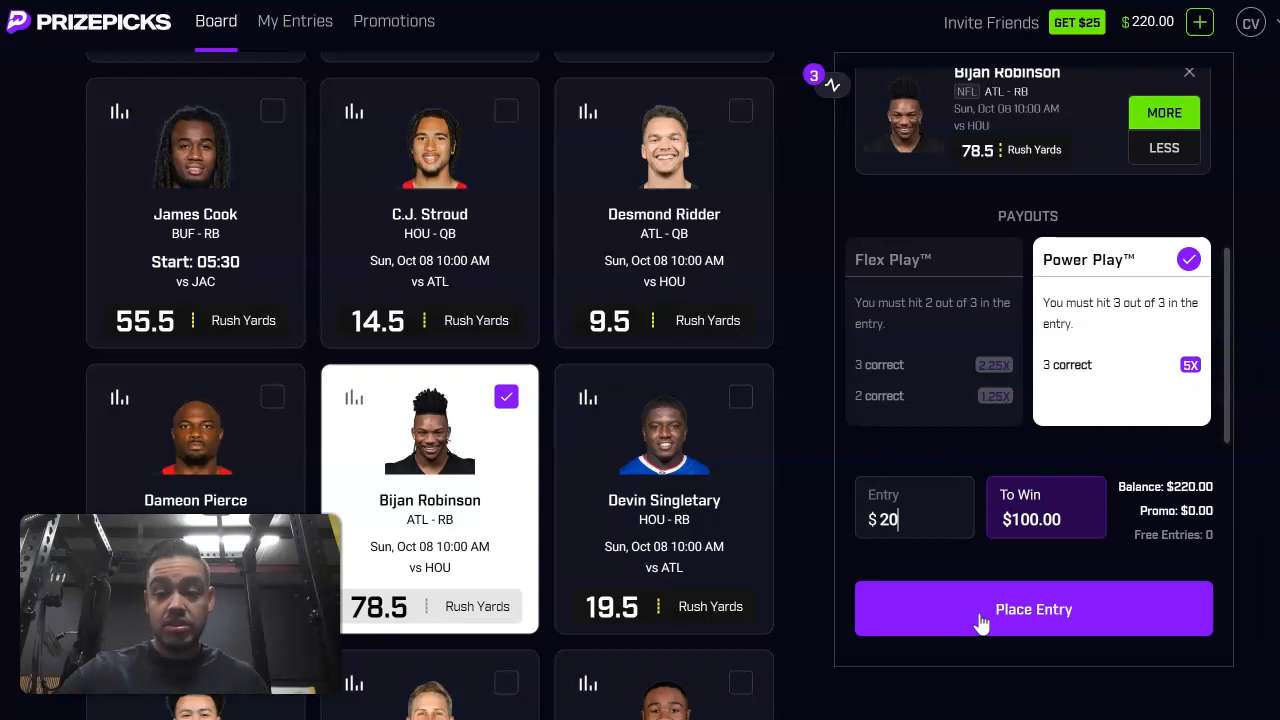 PRIZEPICKS
Board
My Entries
Promotions
Invite Friends
GET $25
$220.00
CV
James Cook
BUF - RB
Start: 05:30
vs JAC
55.5
Rush Yards
C.J. Stroud
HOU - QB
Sun, Oct 08 10:00 AM
vs ATL
14.5
Rush Yards
Desmond Ridder
ATL - QB
Sun, Oct 08 10:00 AM
vs HOU
9.5
Rush Yards
Dameon Pierce
Bijan Robinson
ATL - RB
Sun, Oct 08 10:00 AM
vs HOU
78.5
Rush Yards
Devin Singletary
HOU - RB
Sun, Oct 08 10:00 AM
vs ATL
19.5
Rush Yards
3
Bijan Robinson
NFL ATL - RB
Sun, Oct 08 10:00 AM
vs HOU
78.5 Rush Yards
MORE
LESS
PAYOUTS
Flex Play™
You must hit 2 out of 3 in the
entry.
3 correct 2.25X
2 correct 1.25X
Power Play™
You must hit 3 out of 3 in the
entry.
3 correct 5X
Entry
$ 20
To Win
$100.00
Balance: $220.00
Promo: $0.00
Free Entries: 0
Place Entry